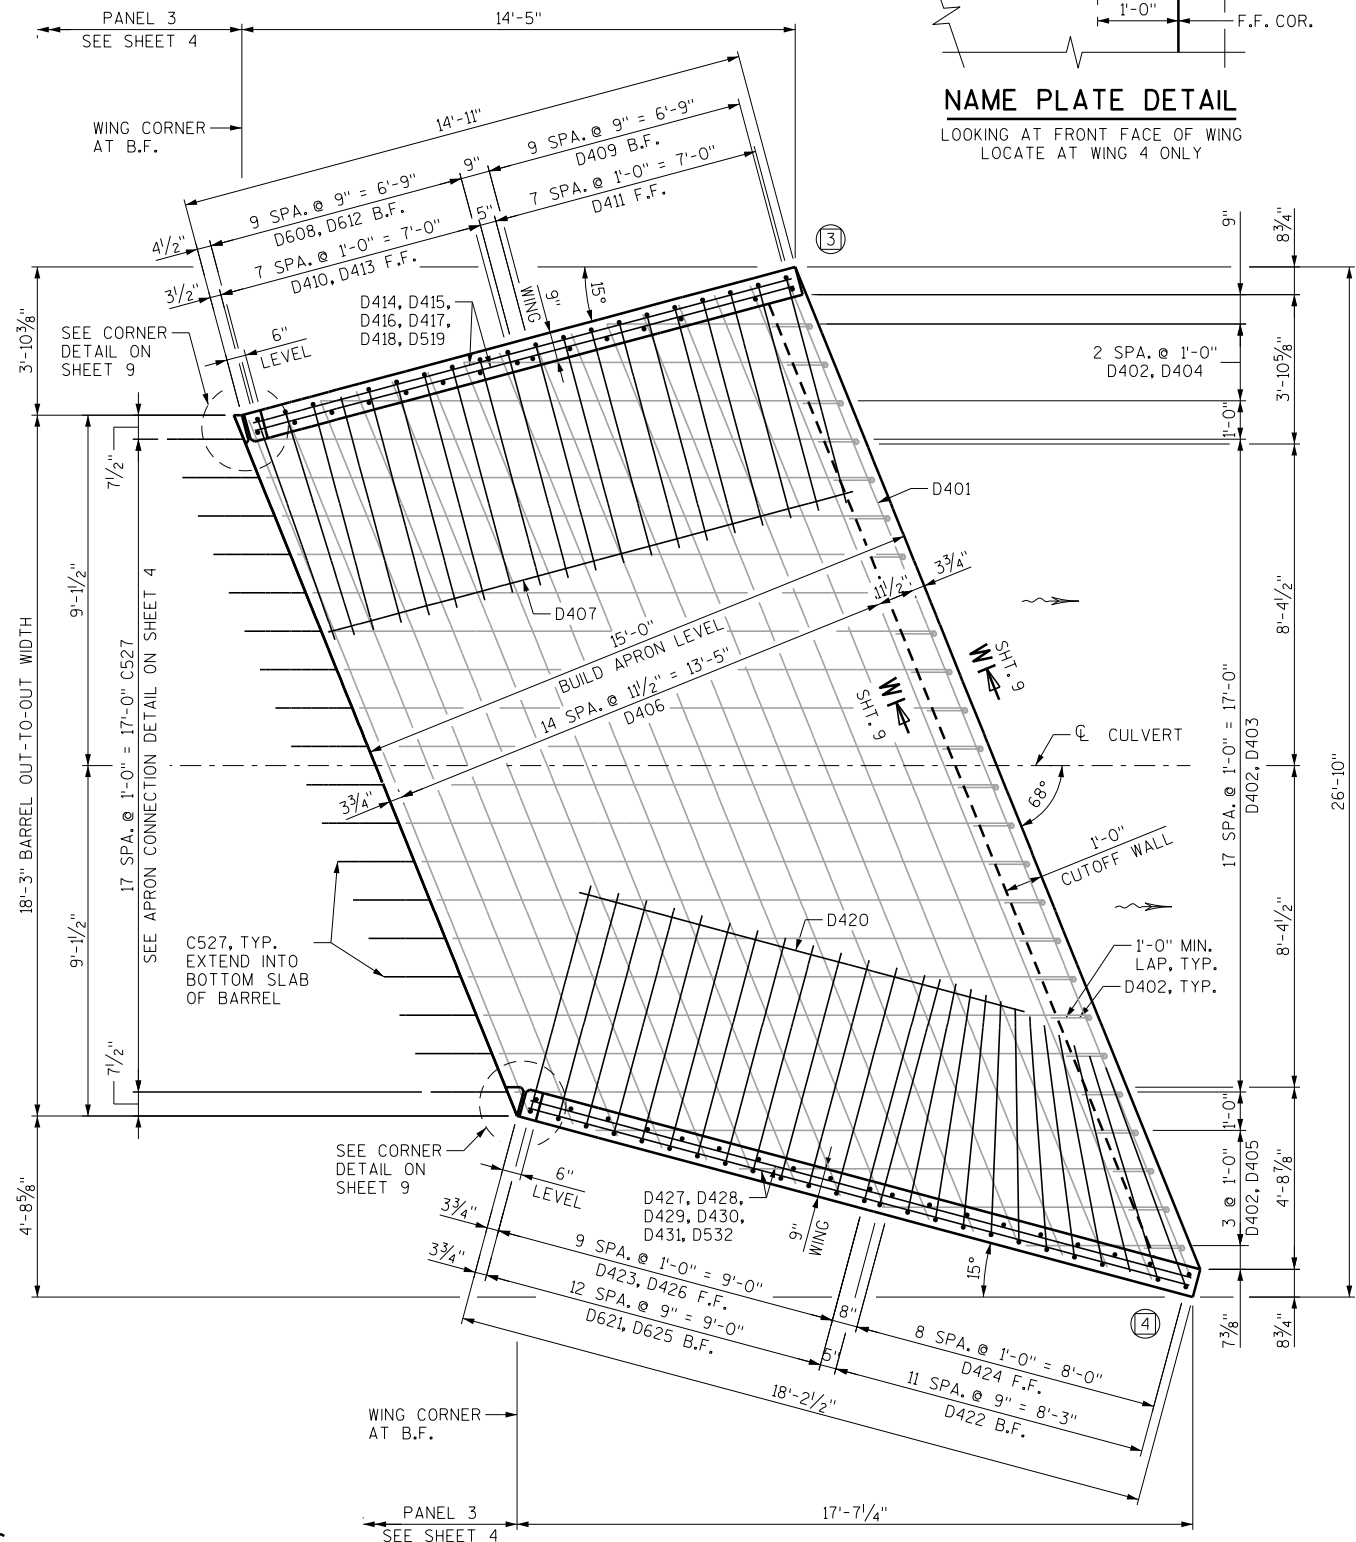 PANEL 3
SEE SHEET 4
14'-5"
1'-0"
F.F. COR.
NAME PLATE DETAIL
LOOKING AT FRONT FACE OF WING
LOCATE AT WING 4 ONLY
WING CORNER
AT B.F.
14'-11"
9 SPA. @ 9" = 6'-9"
D409 B.F.
9"
7 SPA. @ 1'-0" = 7'-0"
D411 F.F.
9 SPA. @ 9" = 6'-9"
D608, D612 B.F.
5"
7 SPA. @ 1'-0" = 7'-0"
D410, D413 F.F.
4 1/2"
3 1/2"
3
9"
8 3/4"
WING
9"
15°
D414, D415,
D416, D417,
D418, D519
6"
LEVEL
SEE CORNER
DETAIL ON
SHEET 9
3'-10 3/8"
2 SPA. @ 1'-0"
D402, D404
3'-10 5/8"
1'-0"
7 1/2"
D401
D407
15'-0"
BUILD APRON LEVEL
14 SPA. @ 11 1/2" = 13'-5"
D406
11 1/2"
3 3/4"
W
SHT. 9
W
SHT. 9
9'-1 1/2"
18'-3" BARREL OUT-TO-OUT WIDTH
17 SPA. @ 1'-0" = 17'-0" C527
SEE APRON CONNECTION DETAIL ON SHEET 4
8'-4 1/2"
17 SPA. @ 1'-0" = 17'-0"
D402, D403
26'-10"
℄ CULVERT
68°
3 3/4"
1'-0"
CUTOFF WALL
9'-1 1/2"
8'-4 1/2"
C527, TYP.
EXTEND INTO
BOTTOM SLAB
OF BARREL
D420
1'-0" MIN.
LAP, TYP.
D402, TYP.
7 1/2"
SEE CORNER
DETAIL ON
SHEET 9
6"
LEVEL
D427, D428,
D429, D430,
D431, D532
9"
WING
15°
1'-0"
3 @ 1'-0"
D402, D405
4'-8 7/8"
4'-8 5/8"
3 3/4"
3 3/4"
9 SPA. @ 1'-0" = 9'-0"
D423, D426 F.F.
12 SPA. @ 9" = 9'-0"
D621, D625 B.F.
8"
5"
8 SPA. @ 1'-0" = 8'-0"
D424 F.F.
11 SPA. @ 9" = 8'-3"
D422 B.F.
18'-2 1/2"
4
7 3/8"
8 3/4"
WING CORNER
AT B.F.
PANEL 3
SEE SHEET 4
17'-7 1/4"